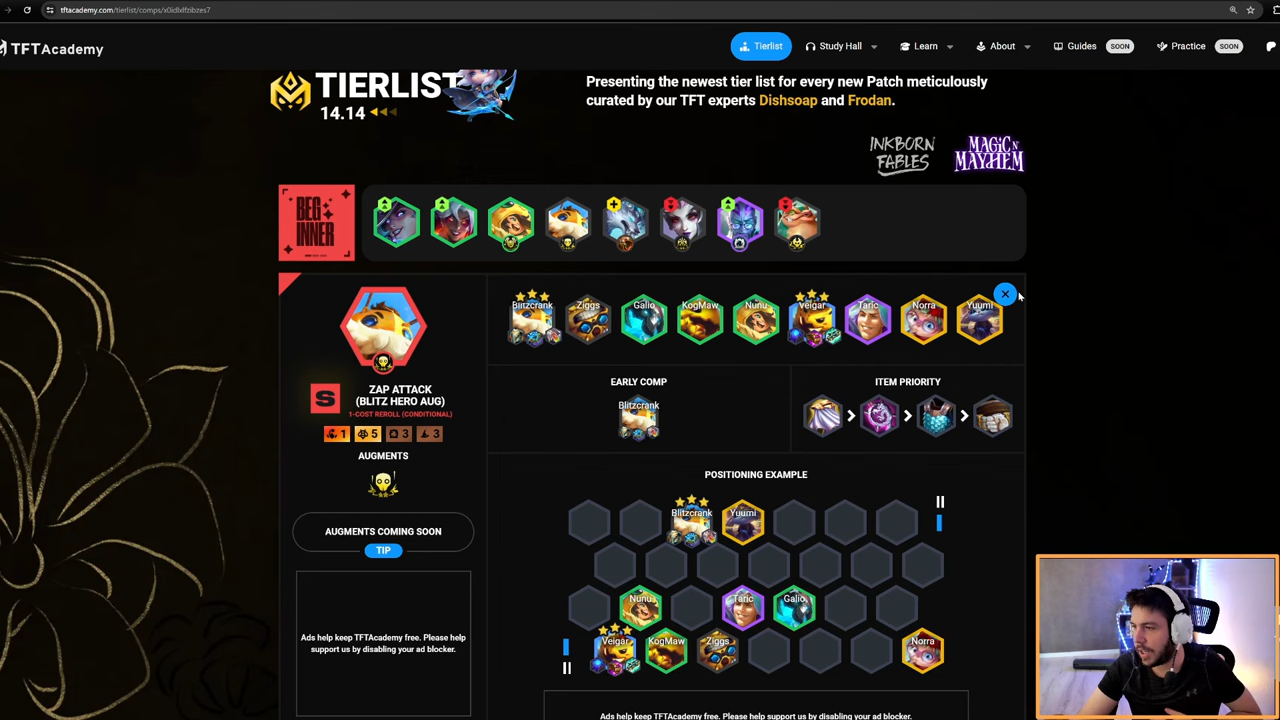 tftacademy.com/tierlist/comps/x0idlxlfzibzes7
TFTAcademy
Tierlist
Study Hall
Learn
About
Guides SOON
Practice SOON
TIERLIST
14.14
Presenting the newest tier list for every new Patch meticulously
curated by our TFT experts Dishsoap and Frodan.
INKBORN
FABLES
MAGIC N'
MAYHEM
BEG
INNER
Blitzcrank Ziggs Galio KogMaw Nunu Veigar Taric Norra Yuumi
S
ZAP ATTACK
(BLITZ HERO AUG)
1-COST REROLL (CONDITIONAL)
1 5 3 3
AUGMENTS
AUGMENTS COMING SOON
TIP
Ads help keep TFTAcademy free. Please help
support us by disabling your ad blocker.
EARLY COMP
Blitzcrank
ITEM PRIORITY
POSITIONING EXAMPLE
Blitzcrank Yuumi
Nunu Taric Galio
Veigar KogMaw Ziggs Norra
Ads help keep TFTAcademy free. Please help support us by disabling your ad blocker.